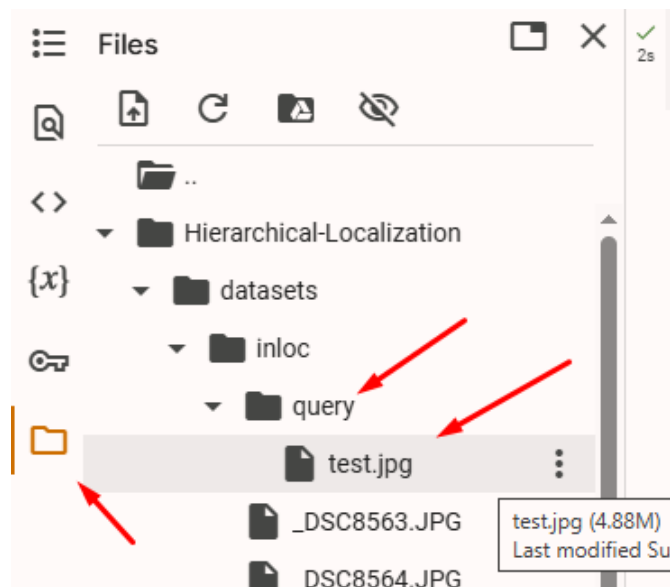 Files
2s
..
Hierarchical-Localization
datasets
{x}
inloc
query
test.jpg
_DSC8563.JPG
test.jpg (4.88M)
Last modified Su
_DSC8564.JPG